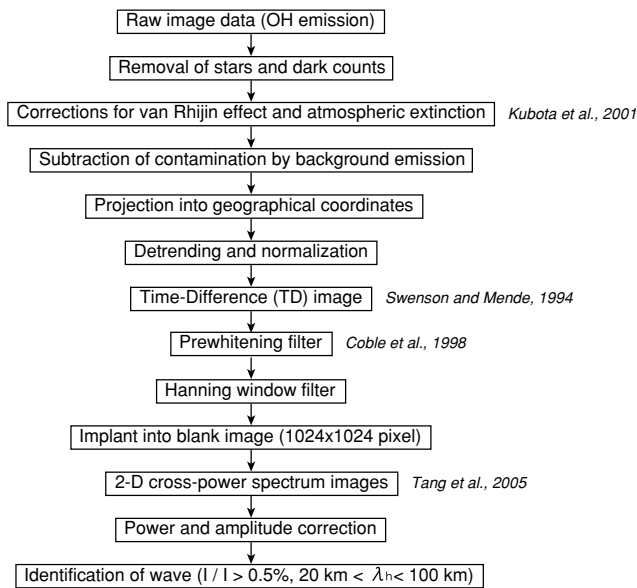 Raw image data (OH emission)
Removal of stars and dark counts
Corrections for van Rhijin effect and atmospheric extinction Kubota et al., 2001
Subtraction of contamination by background emission
Projection into geographical coordinates
Detrending and normalization
Time-Difference (TD) image Swenson and Mende, 1994
Prewhitening filter Coble et al., 1998
Hanning window filter
Implant into blank image (1024x1024 pixel)
2-D cross-power spectrum images Tang et al., 2005
Power and amplitude correction
Identification of wave (I / I > 0.5%, 20 km < λh< 100 km)